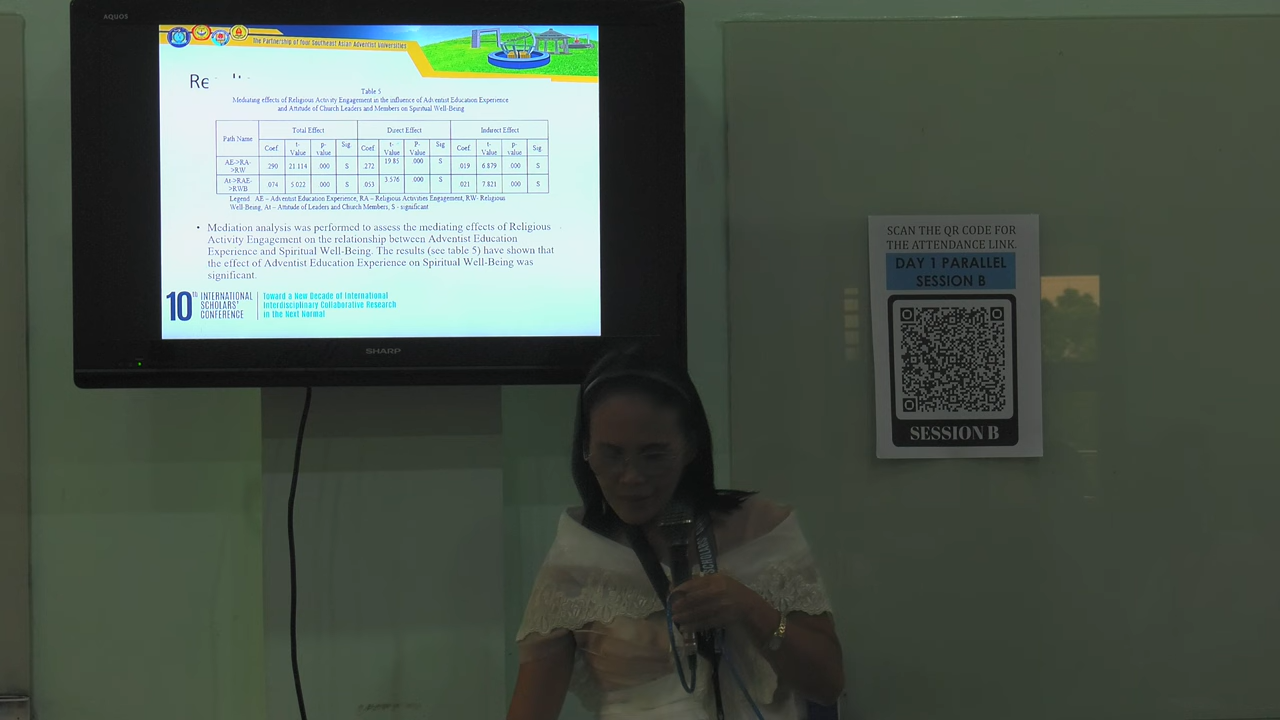 AQUOS
The Partnership of four Southeast Asian Adventist Universities
Table 5
Mediating effects of Religious Activity Engagement in the influence of Adventist Education Experience
and Attitude of Church Leaders and Members on Spiritual Well-Being
Path Name Total Effect Direct Effect Indirect Effect
Coef t-Value p-value Sig Coef t-Value P-Value Sig Coef. t-Value p-value Sig
AE->RA->RW .290 21.114 .000 S .272 19.85 .000 S .019 6.879 .000 S
At->RAE->RWB .074 5.022 .000 S .053 3.576 .000 S .021 7.821 .000 S
Legend: AE – Adventist Education Experience, RA – Religious Activities Engagement, RW- Religious
Well-Being, At – Attitude of Leaders and Church Members, S - significant
• Mediation analysis was performed to assess the mediating effects of Religious
Activity Engagement on the relationship between Adventist Education
Experience and Spiritual Well-Being. The results (see table 5) have shown that
the effect of Adventist Education Experience on Spiritual Well-Being was
significant.
10th INTERNATIONAL
SCHOLARS'
CONFERENCE
Toward a New Decade of International
Interdisciplinary Collaborative Research
in the Next Normal
SHARP
SCAN THE QR CODE FOR
THE ATTENDANCE LINK.
DAY 1 PARALLEL
SESSION B
SESSION B